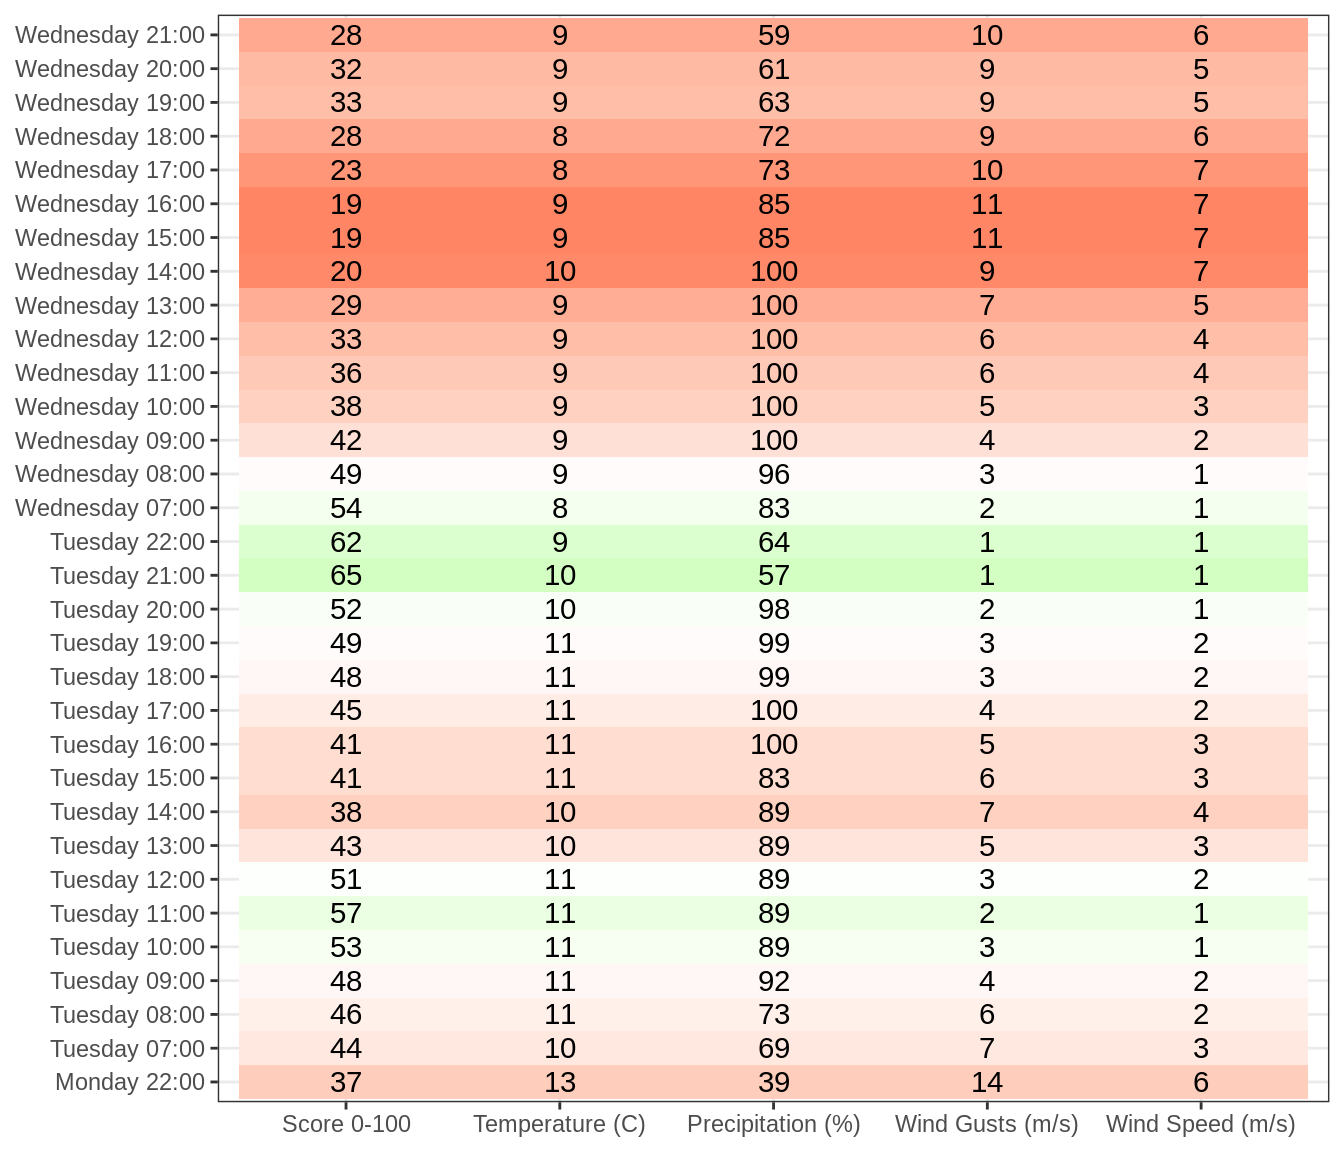 Wednesday 21:00 28 9 59 10 6
Wednesday 20:00 32 9 61 9 5
Wednesday 19:00 33 9 63 9 5
Wednesday 18:00 28 8 72 9 6
Wednesday 17:00 23 8 73 10 7
Wednesday 16:00 19 9 85 11 7
Wednesday 15:00 19 9 85 11 7
Wednesday 14:00 20 10 100 9 7
Wednesday 13:00 29 9 100 7 5
Wednesday 12:00 33 9 100 6 4
Wednesday 11:00 36 9 100 6 4
Wednesday 10:00 38 9 100 5 3
Wednesday 09:00 42 9 100 4 2
Wednesday 08:00 49 9 96 3 1
Wednesday 07:00 54 8 83 2 1
Tuesday 22:00 62 9 64 1 1
Tuesday 21:00 65 10 57 1 1
Tuesday 20:00 52 10 98 2 1
Tuesday 19:00 49 11 99 3 2
Tuesday 18:00 48 11 99 3 2
Tuesday 17:00 45 11 100 4 2
Tuesday 16:00 41 11 100 5 3
Tuesday 15:00 41 11 83 6 3
Tuesday 14:00 38 10 89 7 4
Tuesday 13:00 43 10 89 5 3
Tuesday 12:00 51 11 89 3 2
Tuesday 11:00 57 11 89 2 1
Tuesday 10:00 53 11 89 3 1
Tuesday 09:00 48 11 92 4 2
Tuesday 08:00 46 11 73 6 2
Tuesday 07:00 44 10 69 7 3
Monday 22:00 37 13 39 14 6
Score 0-100 Temperature (C) Precipitation (%) Wind Gusts (m/s) Wind Speed (m/s)